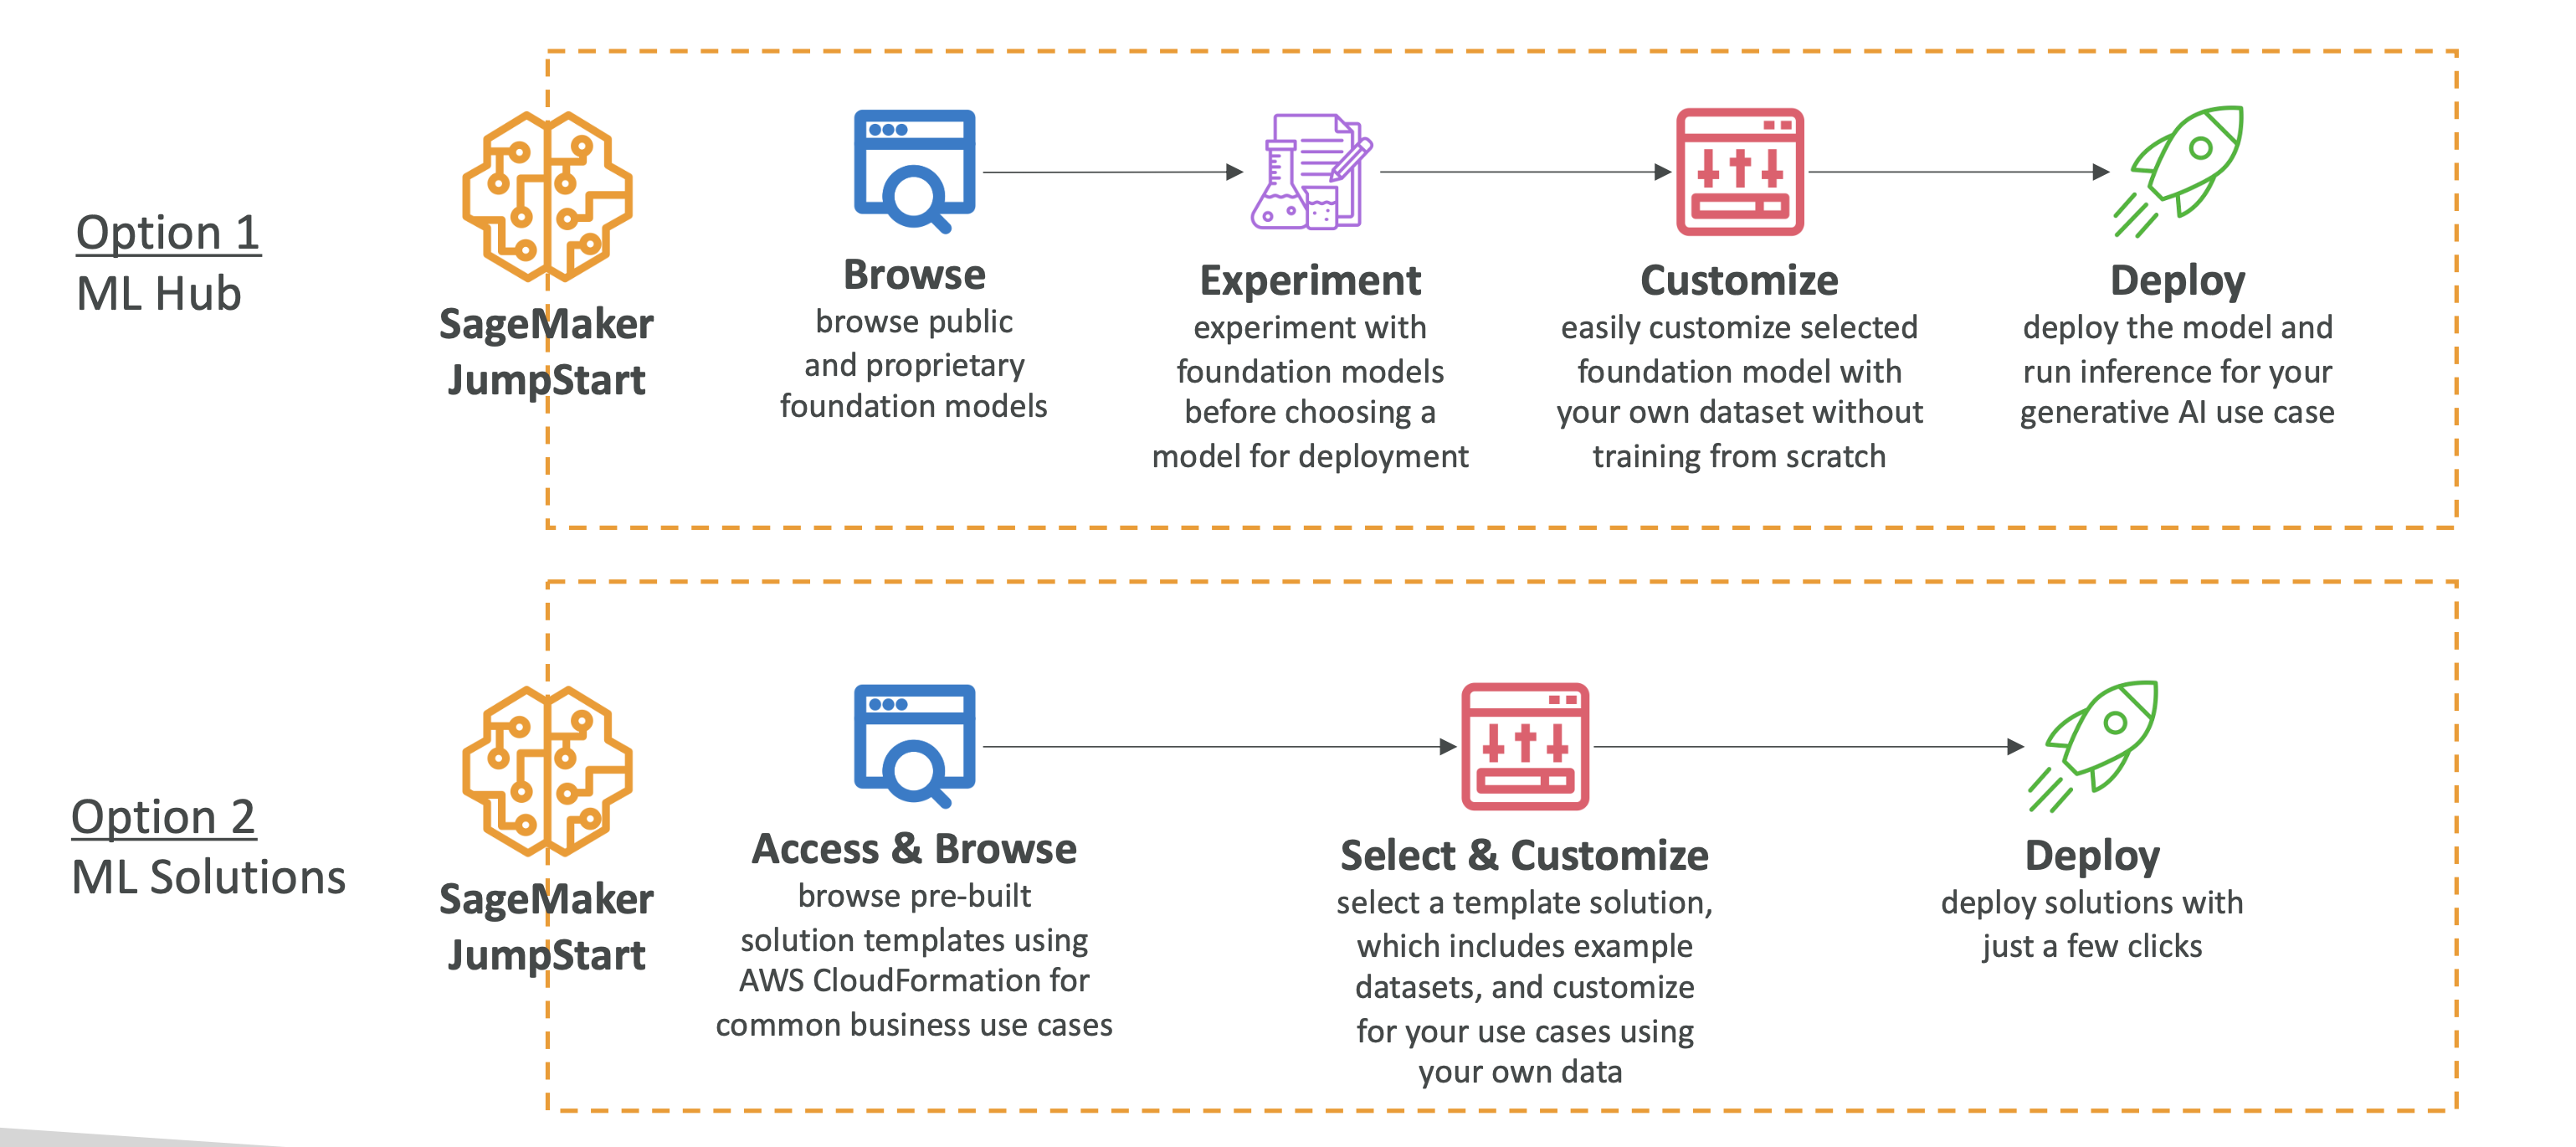 Option 1
ML Hub
SageMaker
JumpStart
Browse
browse public
and proprietary
foundation models
Experiment
experiment with
foundation models
before choosing a
model for deployment
Customize
easily customize selected
foundation model with
your own dataset without
training from scratch
Deploy
deploy the model and
run inference for your
generative AI use case
Option 2
ML Solutions
SageMaker
JumpStart
Access & Browse
browse pre-built
solution templates using
AWS CloudFormation for
common business use cases
Select & Customize
select a template solution,
which includes example
datasets, and customize
for your use cases using
your own data
Deploy
deploy solutions with
just a few clicks